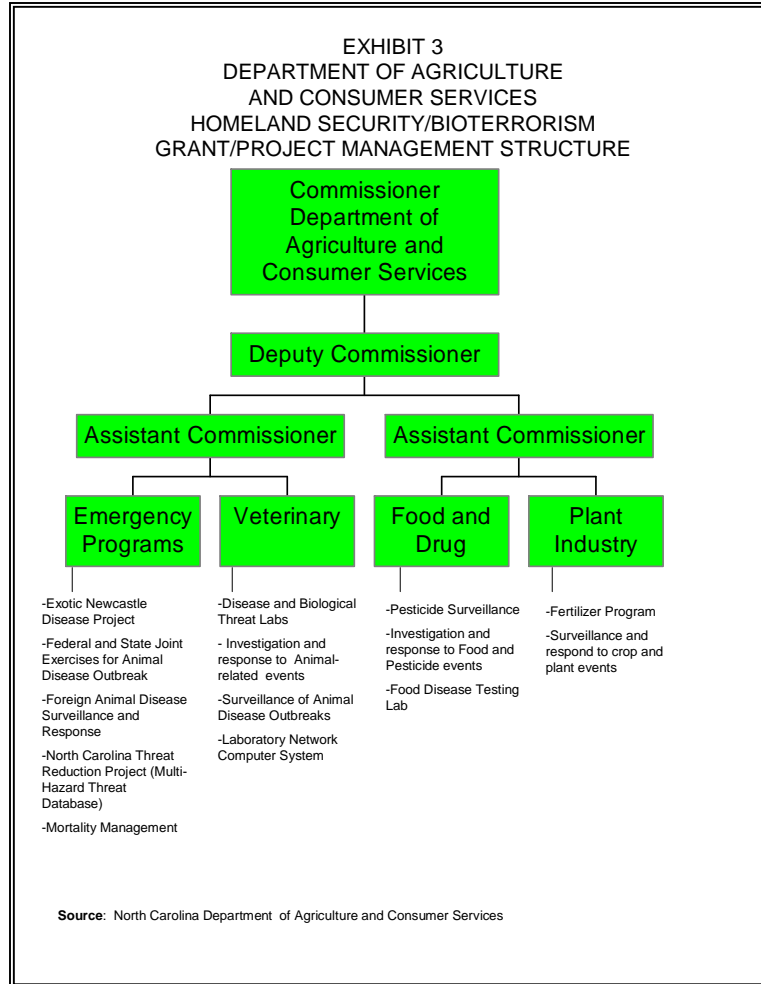 EXHIBIT 3
DEPARTMENT OF AGRICULTURE
AND CONSUMER SERVICES
HOMELAND SECURITY/BIOTERRORISM
GRANT/PROJECT MANAGEMENT STRUCTURE
Commissioner
Department of
Agriculture and
Consumer Services
Deputy Commissioner
Assistant Commissioner
Assistant Commissioner
Emergency
Programs
Veterinary
Food and
Drug
Plant
Industry
-Exotic Newcastle
Disease Project
-Federal and State Joint
Exercises for Animal
Disease Outbreak
-Foreign Animal Disease
Surveillance and
Response
-North Carolina Threat
Reduction Project (Multi-
Hazard Threat
Database)
-Mortality Management
-Disease and Biological
Threat Labs
- Investigation and
response to Animal-
related events
-Surveillance of Animal
Disease Outbreaks
-Laboratory Network
Computer System
-Pesticide Surveillance
-Investigation and
response to Food and
Pesticide events
-Food Disease Testing
Lab
-Fertilizer Program
-Surveillance and
respond to crop and
plant events
Source: North Carolina Department of Agriculture and Consumer Services